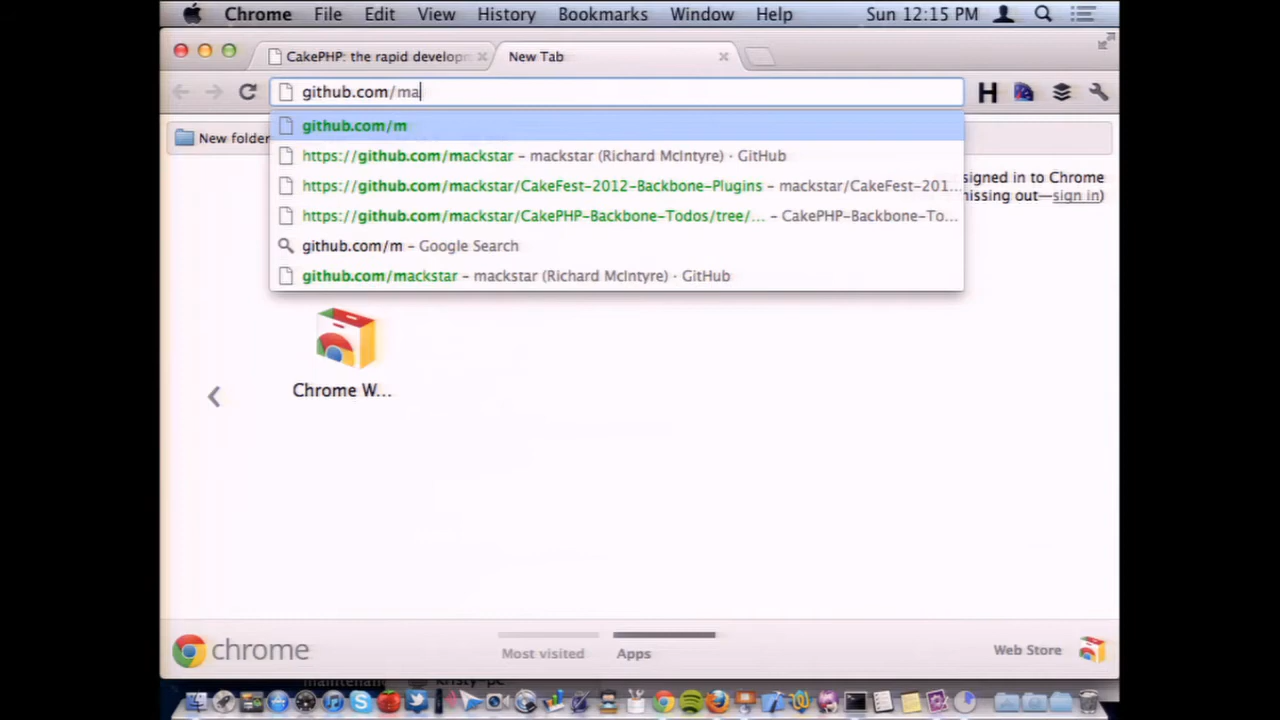 Chrome File Edit View History Bookmarks Window Help Sun 12:15 PM
CakePHP: the rapid develop
New Tab
github.com/ma
H
github.com/m
New folder
https://github.com/mackstar – mackstar (Richard McIntyre) · GitHub
signed in to Chrome
https://github.com/mackstar/CakeFest-2012-Backbone-Plugins – mackstar/CakeFest-201...
missing out—sign in)
https://github.com/mackstar/CakePHP-Backbone-Todos/tree/... – CakePHP-Backbone-To...
github.com/m – Google Search
github.com/mackstar – mackstar (Richard McIntyre) · GitHub
Chrome W...
chrome
Most visited
Apps
Web Store
kristy-pc